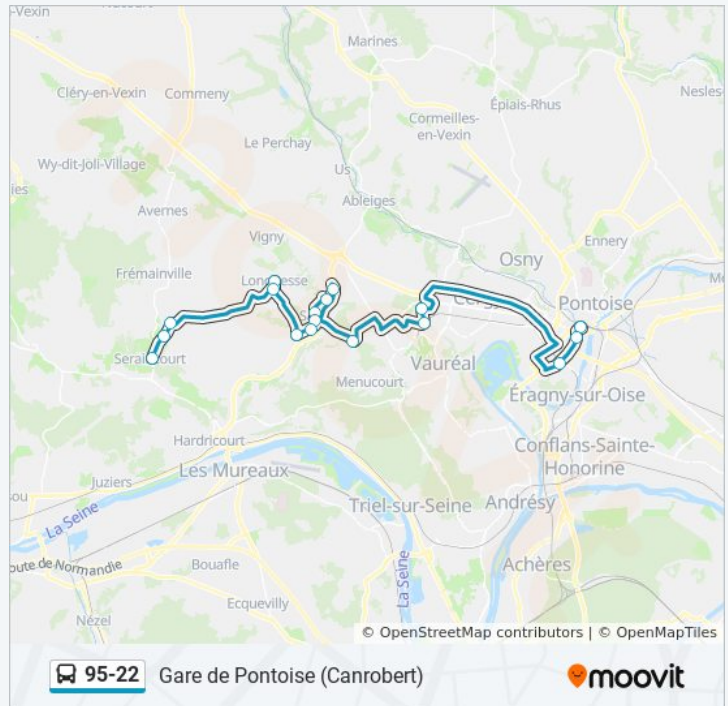 -Vexin
Marines
Nesles-
Cléry-en-Vexin
Commeny
Épiais-Rhus
Cormeilles-
en-Vexin
Le Perchay
Wy-dit-Joli-Village
Us
Ableiges
Avernes
Vigny
Osny
Ennery
Frémainville
Pontoise
Vauréal
Menucourt
Éragny-sur-Oise
Conflans-Sainte-
Honorine
Hardricourt
Les Mureaux
Juziers
Triel-sur-Seine
Andrésy
La Seine
Achères
oute de Normandie
Bouafle
La Seine
Ecquevilly
Nézel
© OpenStreetMap contributors | © OpenMapTiles
95-22 Gare de Pontoise (Canrobert)
moovit